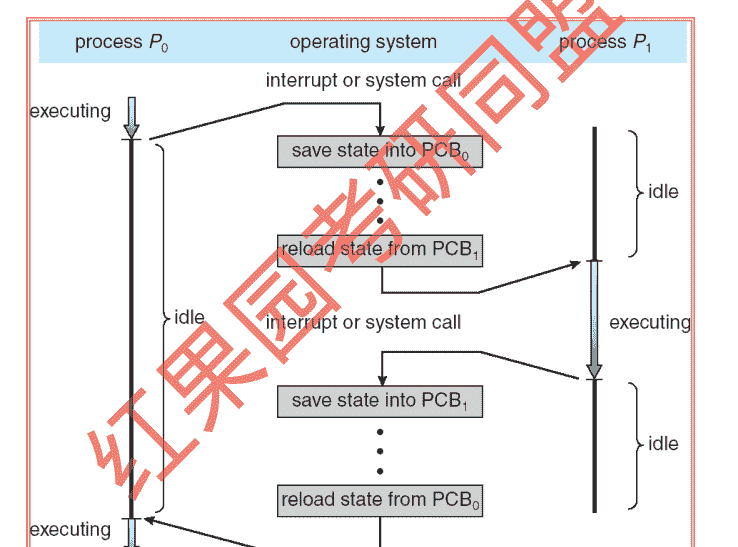 process P0 operating system process P1
interrupt or system call
executing
save state into PCB0
idle
reload state from PCB1
idle
interrupt or system call
executing
save state into PCB1
idle
reload state from PCB0
executing
红果园考研同盟